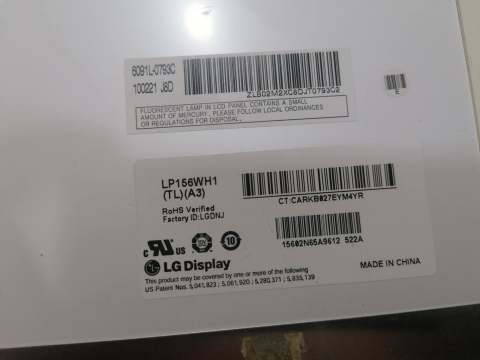 6091L-0793C
100221 J8D
ZLB02M2XC6DJT0793C2
FLUORESCENT LAMP IN LCD PANEL CONTAINS A SMALL
AMOUNT OF MERCURY, PLEASE FOLLOW LOCAL ORDINANCES
OR REGULATIONS FOR DISPOSAL.
E
LP156WH1
(TL)(A3)
RoHS Verified
Factory ID:LGDNJ
CT:CARKB027EYM4YR
c US
10
15602N65A9612 522A
LG Display
MADE IN CHINA
This product may be covered by one or more of the following
US Patent Nos. 5,041,823 ; 5,061,920 ; 5,280,371 ; 5,835,139